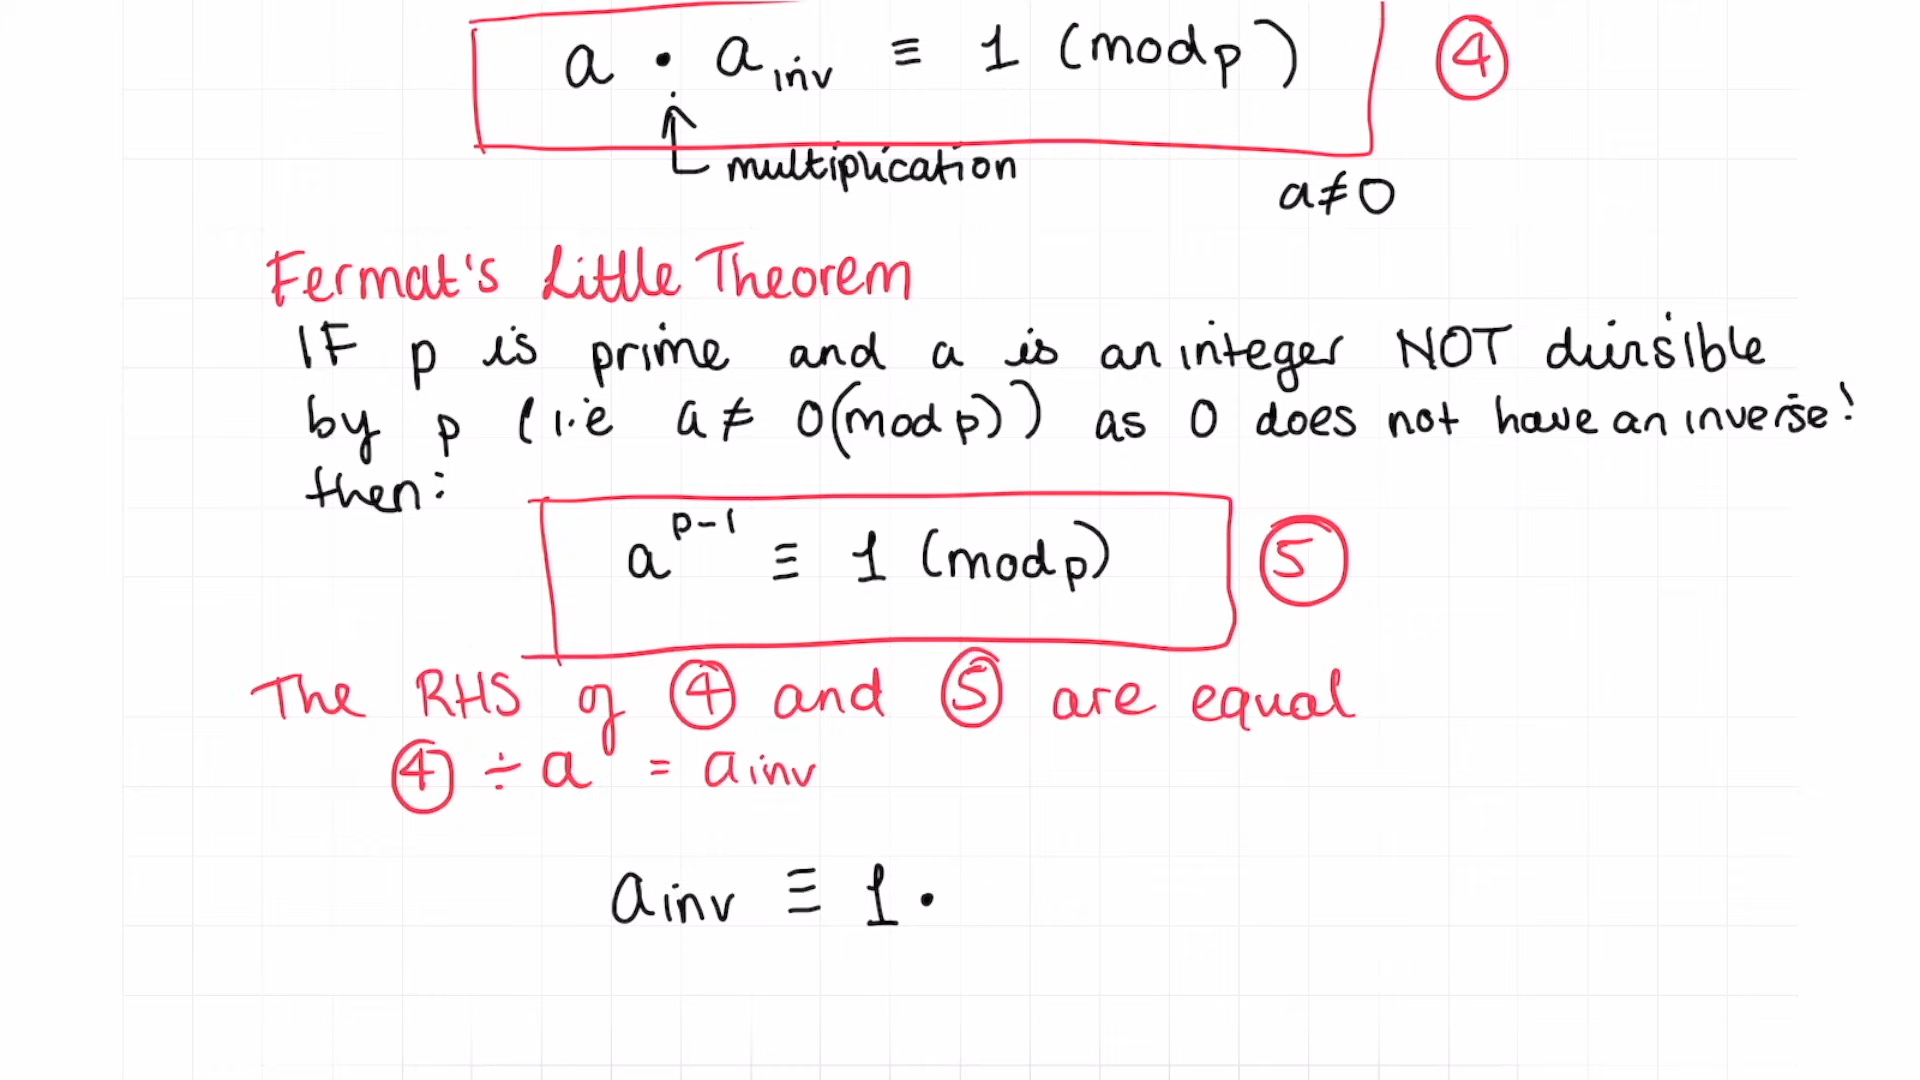 a • a inv ≡ 1 (mod p) ④
multiplication
a ≠ 0
Fermat's Little Theorem
IF p is prime and a is an integer NOT divisible
by p (i.e a ≠ 0(mod p)) as 0 does not have an inverse!
then:
a^{p-1} ≡ 1 (mod p) ⑤
The RHS of ④ and ⑤ are equal
④ ÷ a = a inv
a inv ≡ 1 •